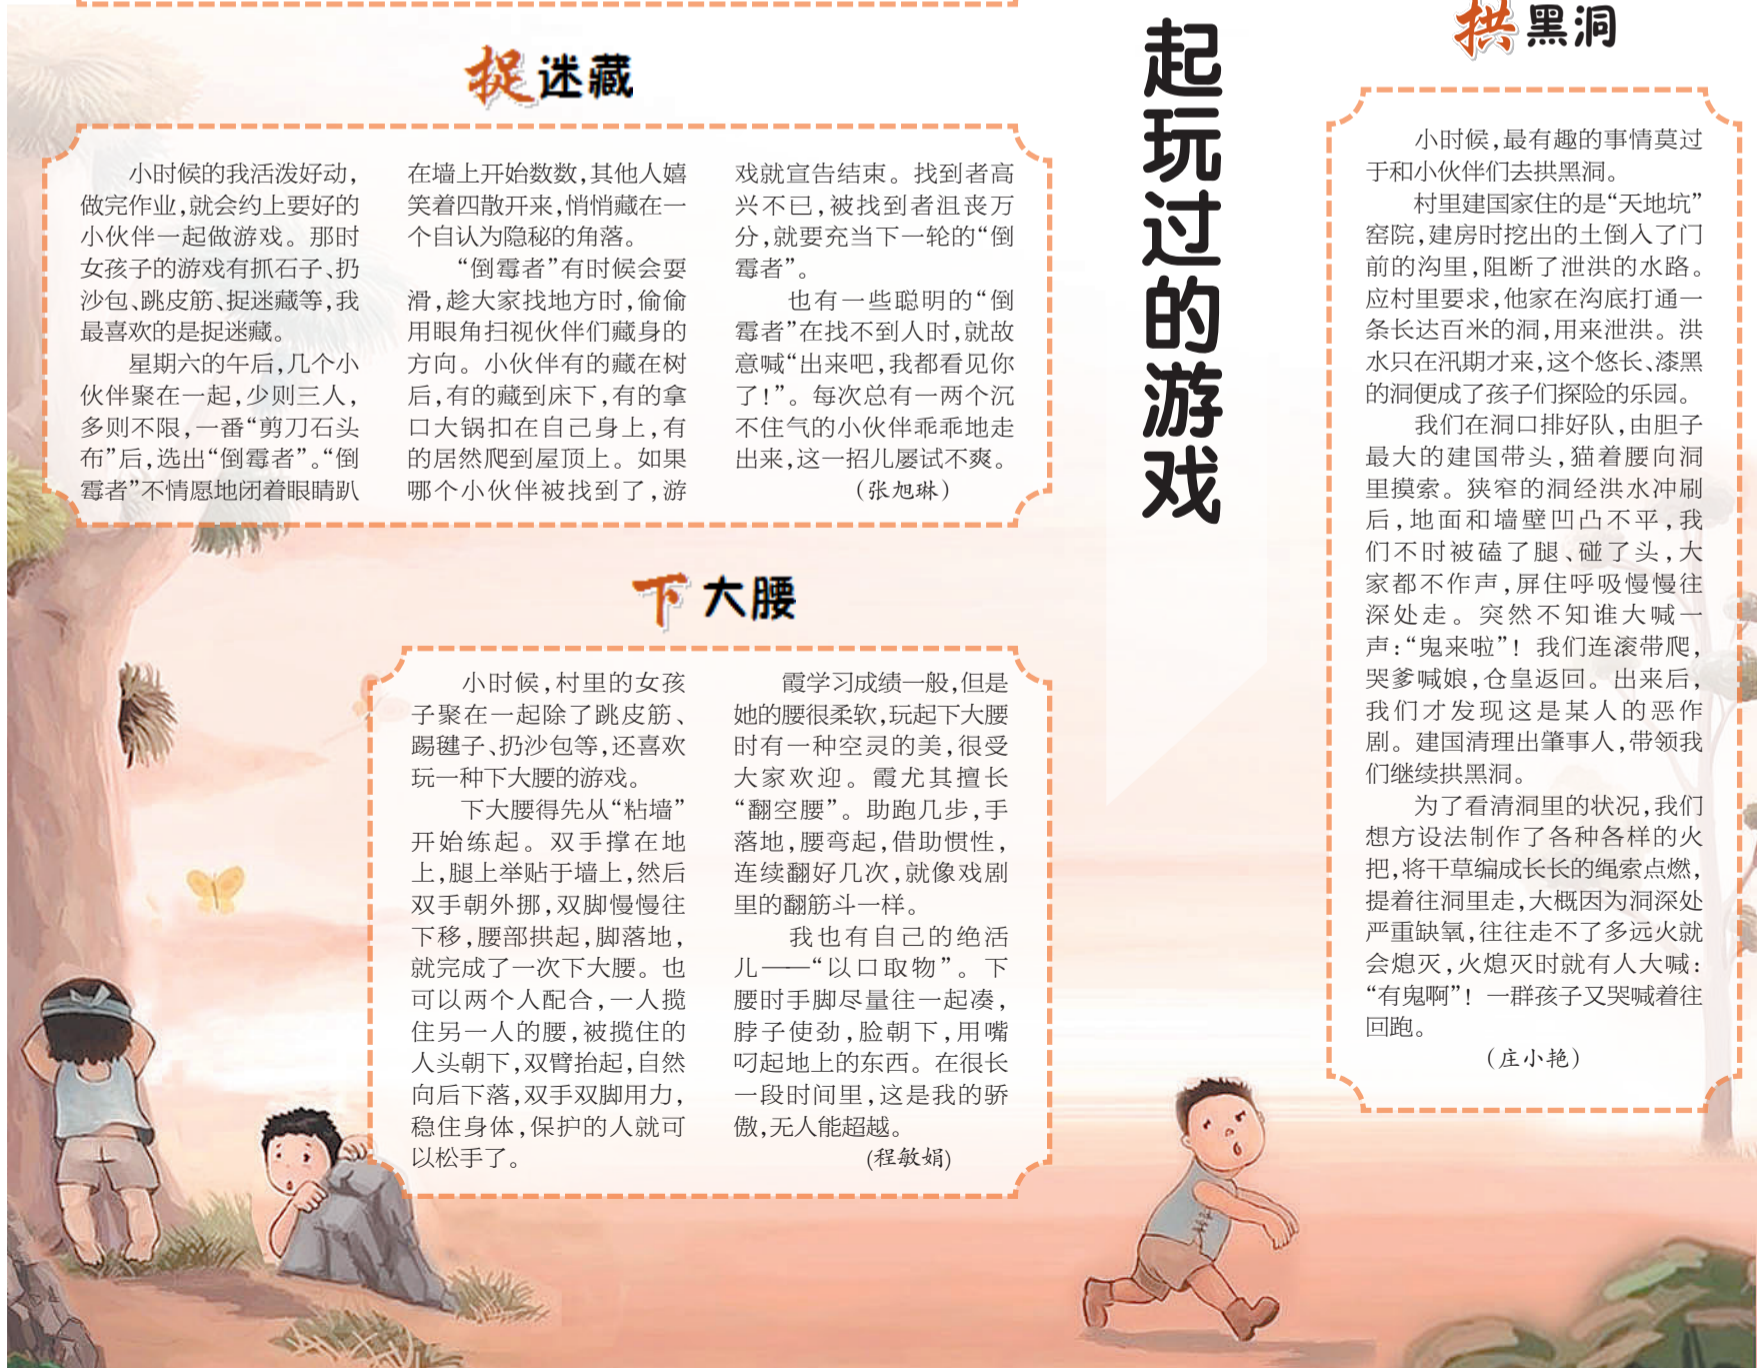 捉迷藏
小时候的我活泼好动，
做完作业，就会约上要好的
小伙伴一起做游戏。那时
女孩子的游戏有抓石子、扔
沙包、跳皮筋、捉迷藏等，我
最喜欢的是捉迷藏。
星期六的午后，几个小
伙伴聚在一起，少则三人，
多则不限，一番“剪刀石头
布”后，选出“倒霉者”。“倒
霉者”不情愿地闭着眼睛趴
在墙上开始数数，其他人嬉
笑着四散开来，悄悄藏在一
个自认为隐秘的角落。
“倒霉者”有时候会耍
滑，趁大家找地方时，偷偷
用眼角扫视伙伴们藏身的
方向。小伙伴有的藏在树
后，有的藏到床下，有的拿
口大锅扣在自己身上，有
的居然爬到屋顶上。如果
哪个小伙伴被找到了，游
戏就宣告结束。找到者高
兴不已，被找到者沮丧万
分，就要充当下一轮的“倒
霉者”。
也有一些聪明的“倒
霉者”在找不到人时，就故
意喊“出来吧，我都看见你
了！”。每次总有一两个沉
不住气的小伙伴乖乖地走
出来，这一招儿屡试不爽。
（张旭琳）
下大腰
小时候，村里的女孩
子聚在一起除了跳皮筋、
踢毽子、扔沙包等，还喜欢
玩一种下大腰的游戏。
下大腰得先从“粘墙”
开始练起。双手撑在地
上，腿上举贴于墙上，然后
双手朝外挪，双脚慢慢往
下移，腰部拱起，脚落地，
就完成了一次下大腰。也
可以两个人配合，一人揽
住另一人的腰，被揽住的
人头朝下，双臂抬起，自然
向后下落，双手双脚用力，
稳住身体，保护的人就可
以松手了。
霞学习成绩一般，但是
她的腰很柔软，玩起下大腰
时有一种空灵的美，很受
大家欢迎。霞尤其擅长
“翻空腰”。助跑几步，手
落地，腰弯起，借助惯性，
连续翻好几次，就像戏剧
里的翻筋斗一样。
我也有自己的绝活
儿——“以口取物”。下
腰时手脚尽量往一起凑，
脖子使劲，脸朝下，用嘴
叼起地上的东西。在很长
一段时间里，这是我的骄
傲，无人能超越。
（程敏娟）
起玩过的游戏
拱黑洞
小时候，最有趣的事情莫过
于和小伙伴们去拱黑洞。
村里建国家住的是“天地坑”
窑院，建房时挖出的土倒入了门
前的沟里，阻断了泄洪的水路。
应村里要求，他家在沟底打通一
条长达百米的洞，用来泄洪。洪
水只在汛期才来，这个悠长、漆黑
的洞便成了孩子们探险的乐园。
我们在洞口排好队，由胆子
最大的建国带头，猫着腰向洞
里摸索。狭窄的洞经洪水冲刷
后，地面和墙壁凹凸不平，我
们不时被磕了腿、碰了头，大
家都不作声，屏住呼吸慢慢往
深处走。突然不知谁大喊一
声：“鬼来啦”！我们连滚带爬，
哭爹喊娘，仓皇返回。出来后，
我们才发现这是某人的恶作
剧。建国清理出肇事人，带领我
们继续拱黑洞。
为了看清洞里的状况，我们
想方设法制作了各种各样的火
把，将干草编成长长的绳索点燃，
提着往洞里走，大概因为洞深处
严重缺氧，往往走不了多远火就
会熄灭，火熄灭时就有人大喊：
“有鬼啊”！一群孩子又哭喊着往
回跑。
（庄小艳）